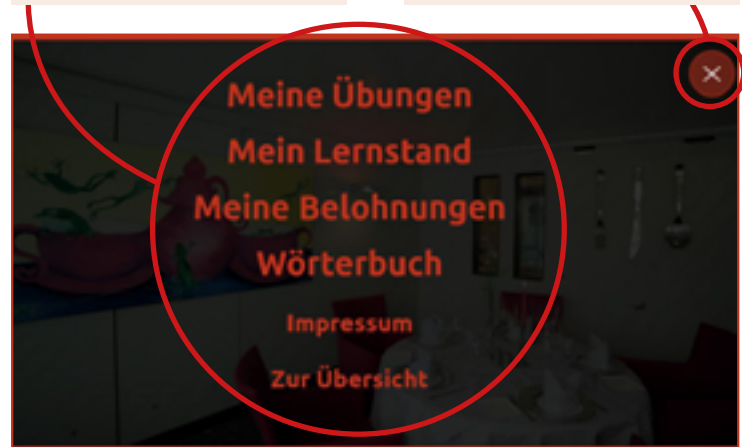 Meine Übungen
Mein Lernstand
Meine Belohnungen
Wörterbuch
Impressum
Zur Übersicht